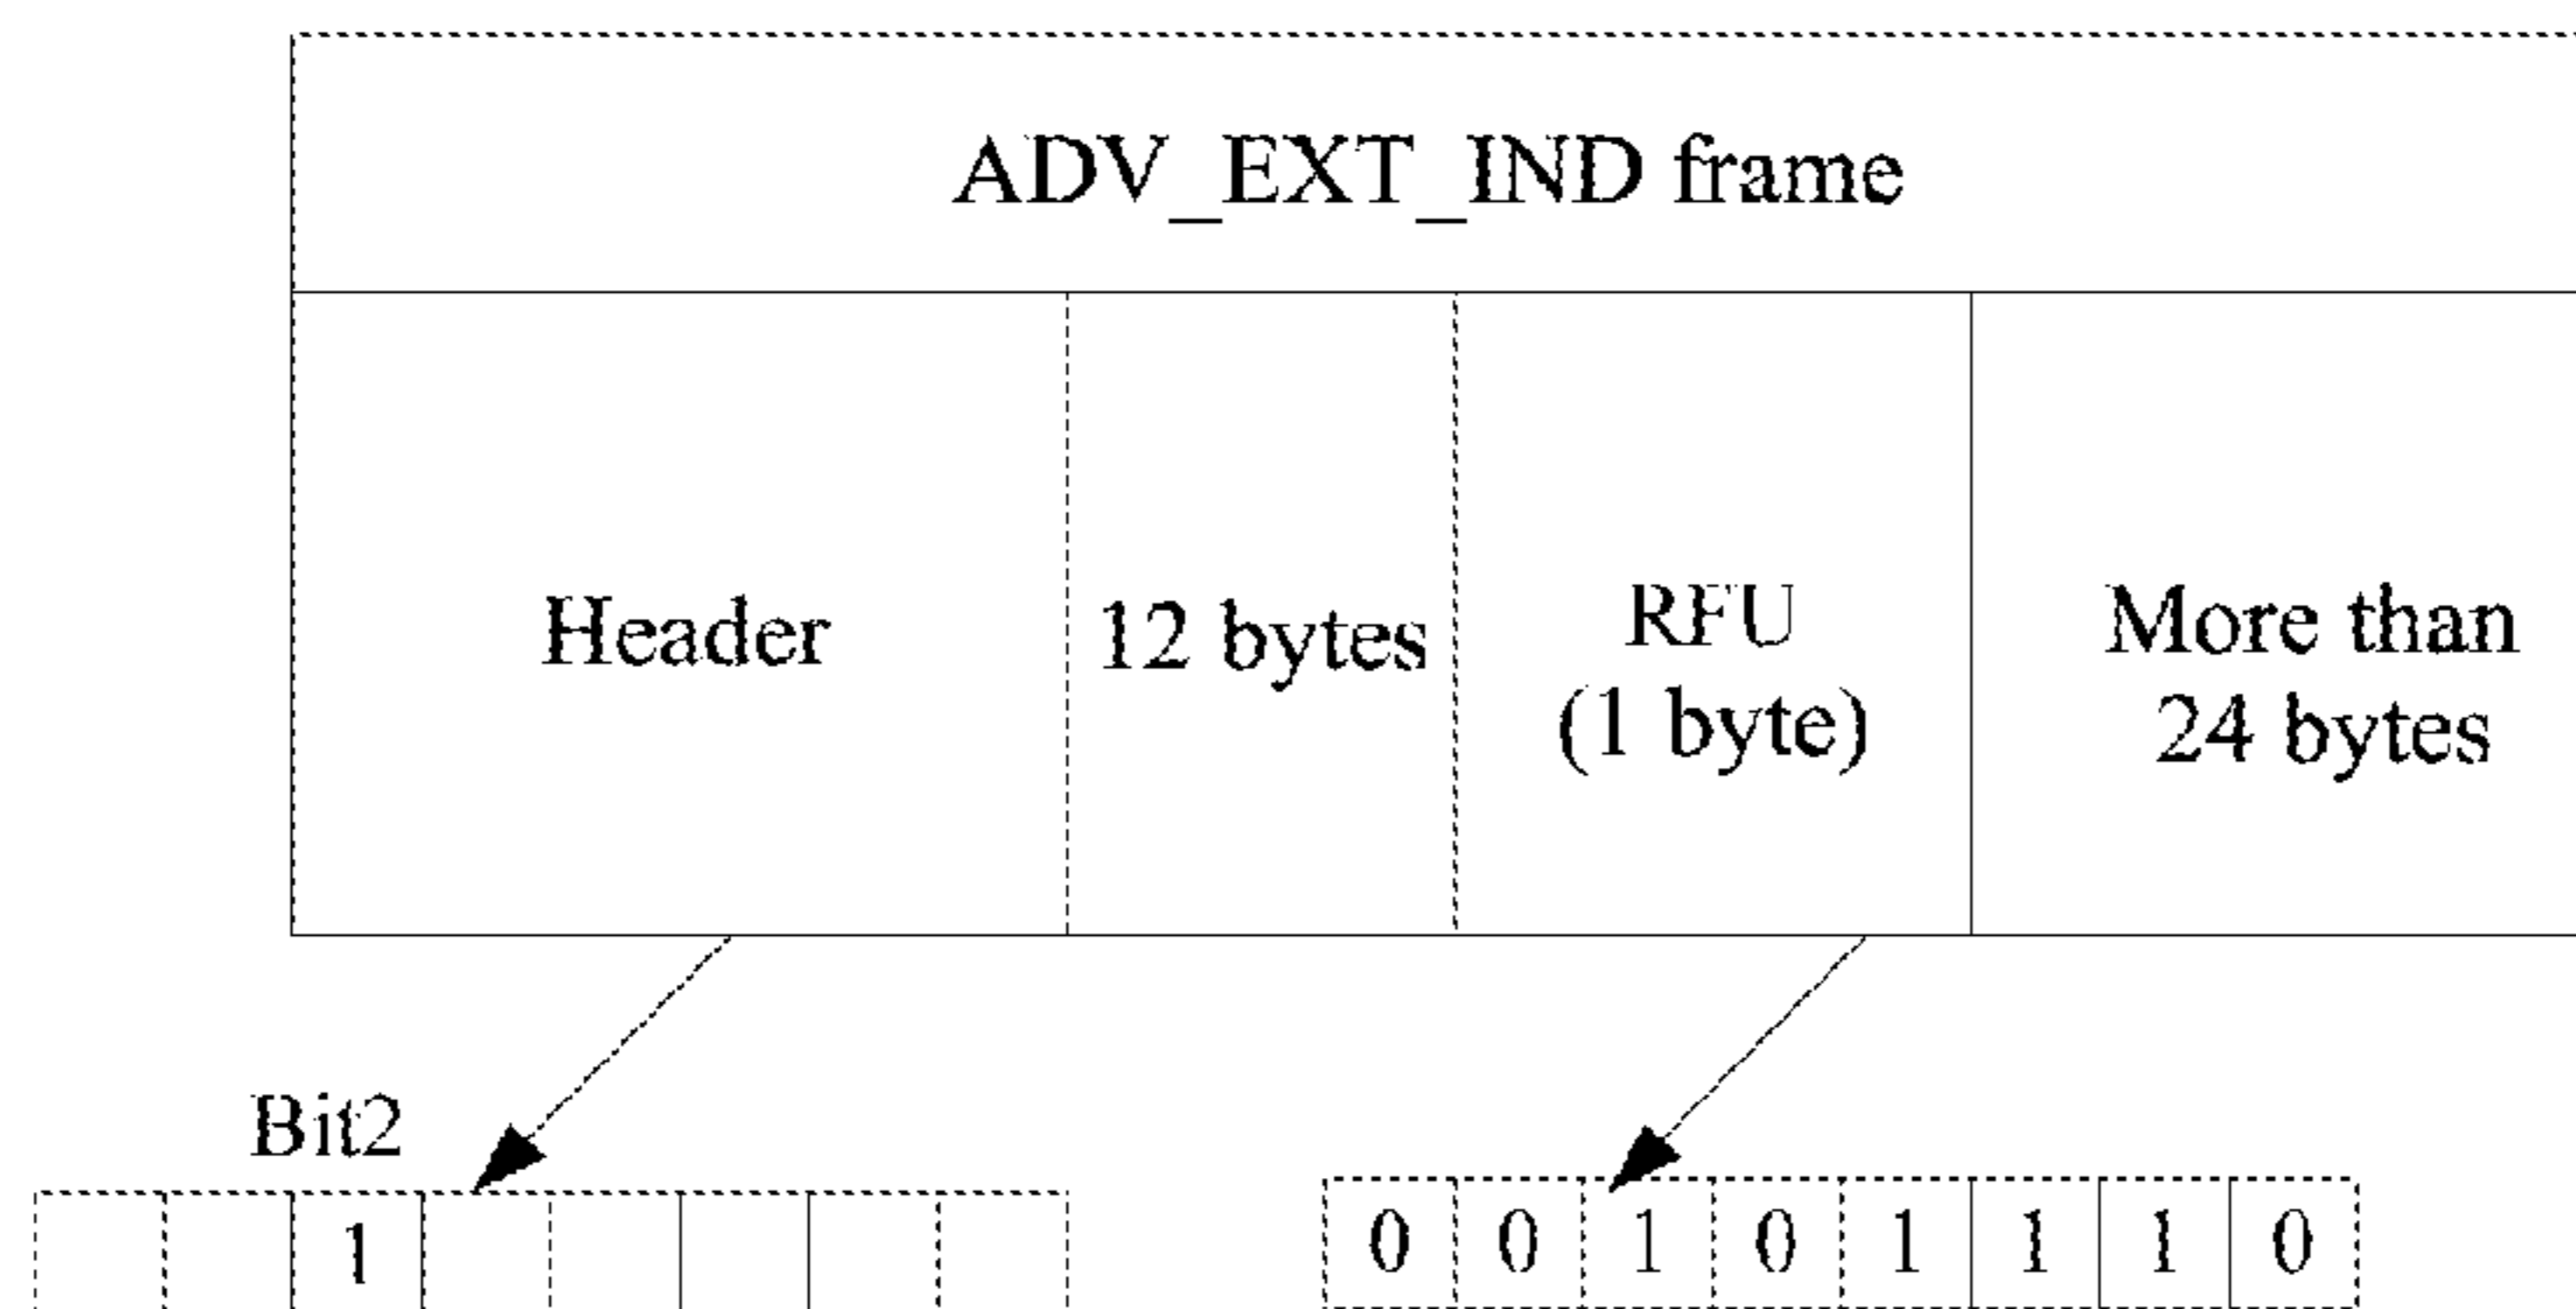 ADV_EXT_IND frame
Header
12 bytes
RFU
(1 byte)
More than
24 bytes
Bit2
1
0 0 1 0 1 1 1 0